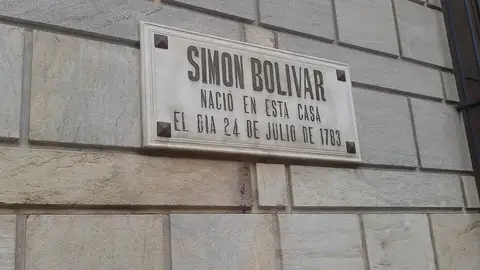 SIMON BOLIVAR
NACIO EN ESTA CASA
EL DIA 24 DE JULIO DE 1783